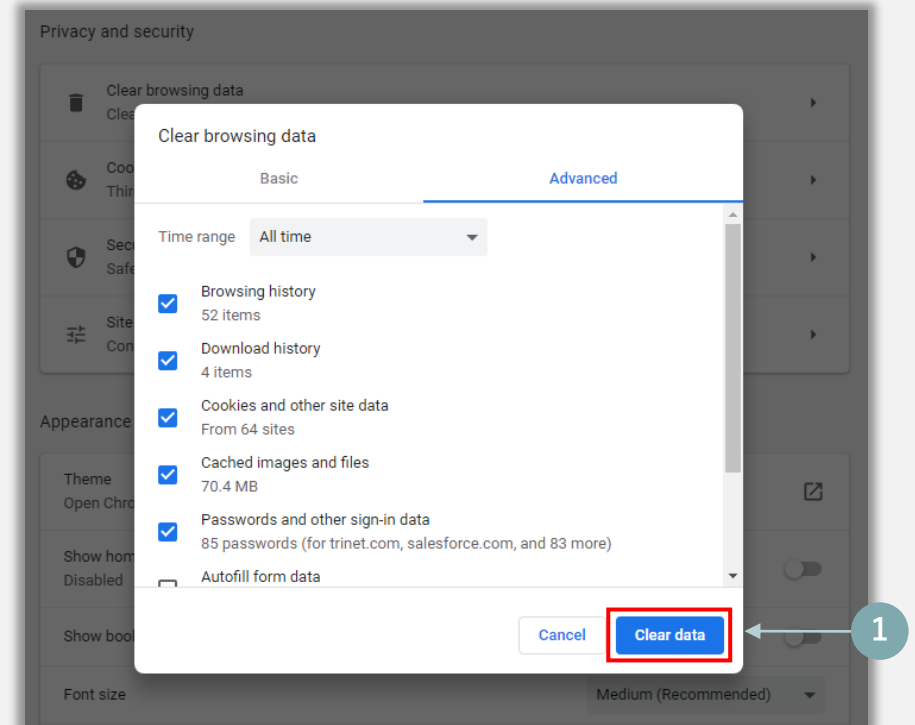 Privacy and security
Clear browsing data
Clea
Clear browsing data
Coo
Basic
Advanced
Thir
Time range
All time
Sec
Safe
Browsing history
52 items
Site
Con
Download history
4 items
Cookies and other site data
From 64 sites
Appearance
Cached images and files
70.4 MB
Theme
Open Chro
Passwords and other sign-in data
85 passwords (for trinet.com, salesforce.com, and 83 more)
Show hom
Disabled
Autofill form data
Show bool
Cancel
Clear data
1
Font size
Medium (Recommended)